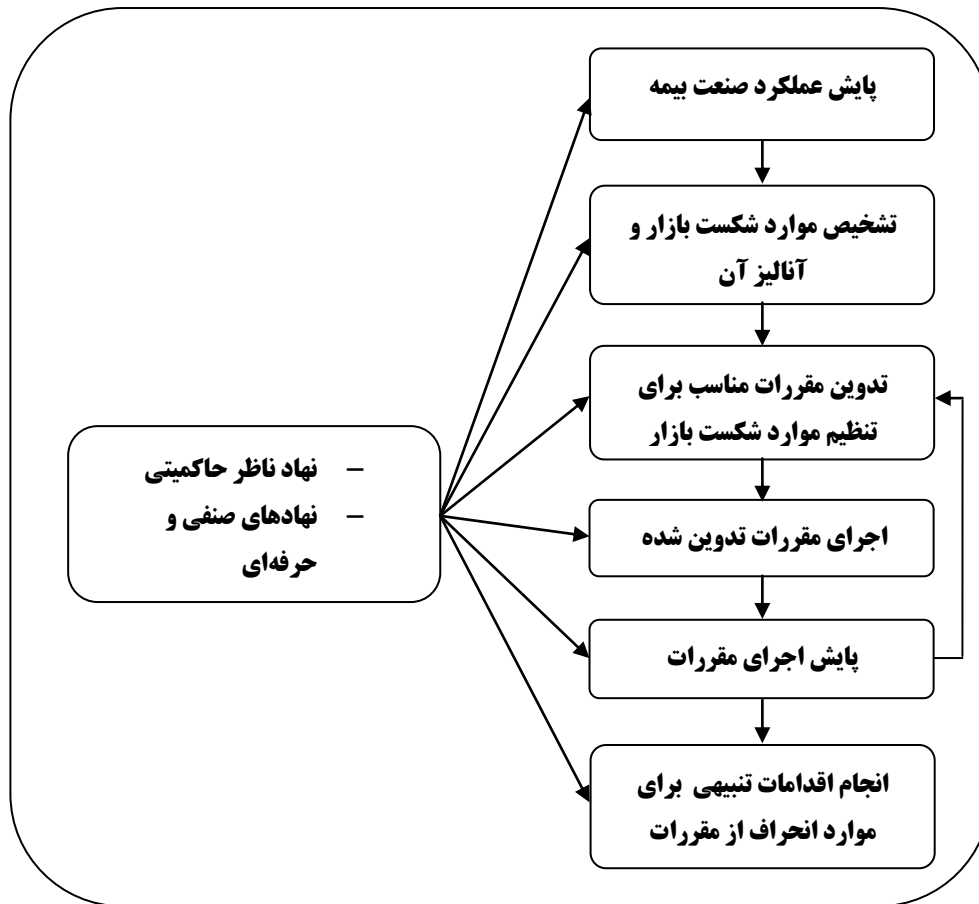 پایش عملکرد صنعت بیمه
تشخیص موارد شکست بازار و
آنالیز آن
تدوین مقررات مناسب برای
تنظیم موارد شکست بازار
– نهاد ناظر حاکمیتی
– نهادهای صنفی و
حرفه‌ای
اجرای مقررات تدوین شده
پایش اجرای مقررات
انجام اقدامات تنبیهی برای
موارد انحراف از مقررات